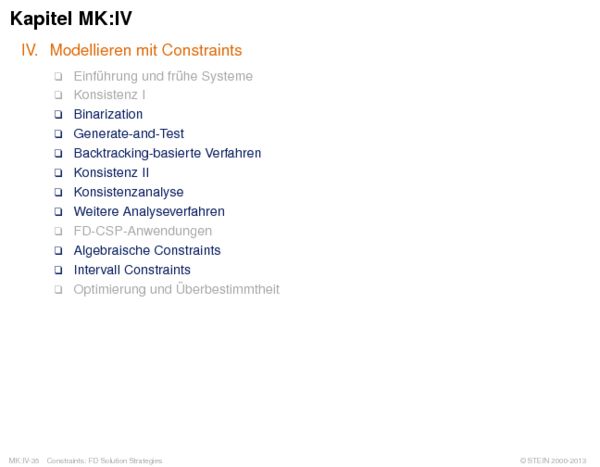 Kapitel MK:IV
IV. Modellieren mit Constraints
❑ Einführung und frühe Systeme
❑ Konsistenz I
❑ Binarization
❑ Generate-and-Test
❑ Backtracking-basierte Verfahren
❑ Konsistenz II
❑ Konsistenzanalyse
❑ Weitere Analyseverfahren
❑ FD-CSP-Anwendungen
❑ Algebraische Constraints
❑ Intervall Constraints
❑ Optimierung und Überbestimmtheit
MK:IV-35 Constraints: FD Solution Strategies © STEIN 2000-2013